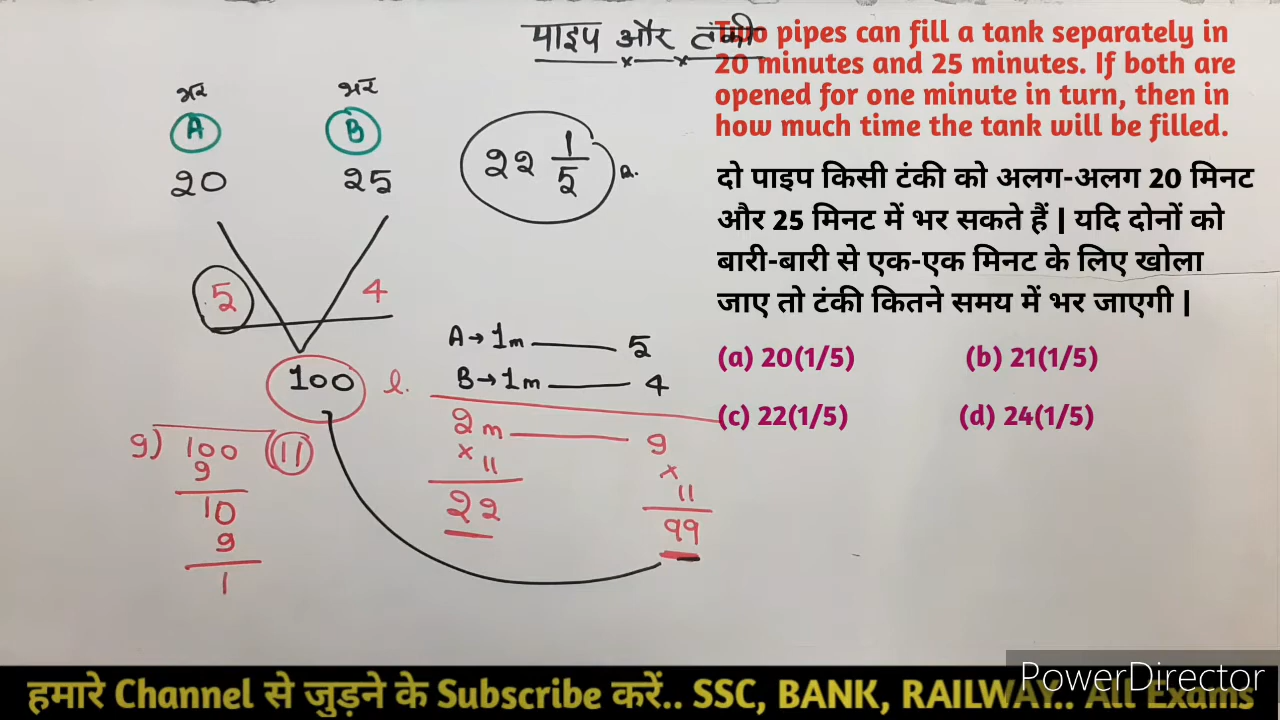 पाइप और टंकी
Two pipes can fill a tank separately in
20 minutes and 25 minutes. If both are
opened for one minute in turn, then in
how much time the tank will be filled.
दो पाइप किसी टंकी को अलग-अलग 20 मिनट
और 25 मिनट में भर सकते हैं | यदि दोनों को
बारी-बारी से एक-एक मिनट के लिए खोला
जाए तो टंकी कितने समय में भर जाएगी |
(a) 20(1/5) (b) 21(1/5)
(c) 22(1/5) (d) 24(1/5)
भर भर
A B
20 25
22 1/5
5 4
100 l.
A→1m 5
B→1m 4
2m 9
×11 ×11
22 99
9) 100 (11
9
10
9
1
हमारे Channel से जुड़ने के Subscribe करें.. SSC, BANK, RAILWAY.. All Exams
PowerDirector